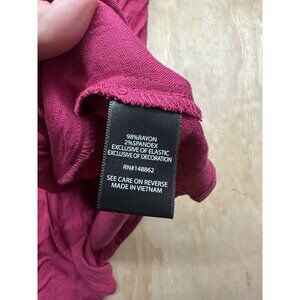 98%RAYON
2%SPANDEX
EXCLUSIVE OF ELASTIC
EXCLUSIVE OF DECORATION
RN#148862
SEE CARE ON REVERSE
MADE IN VIETNAM